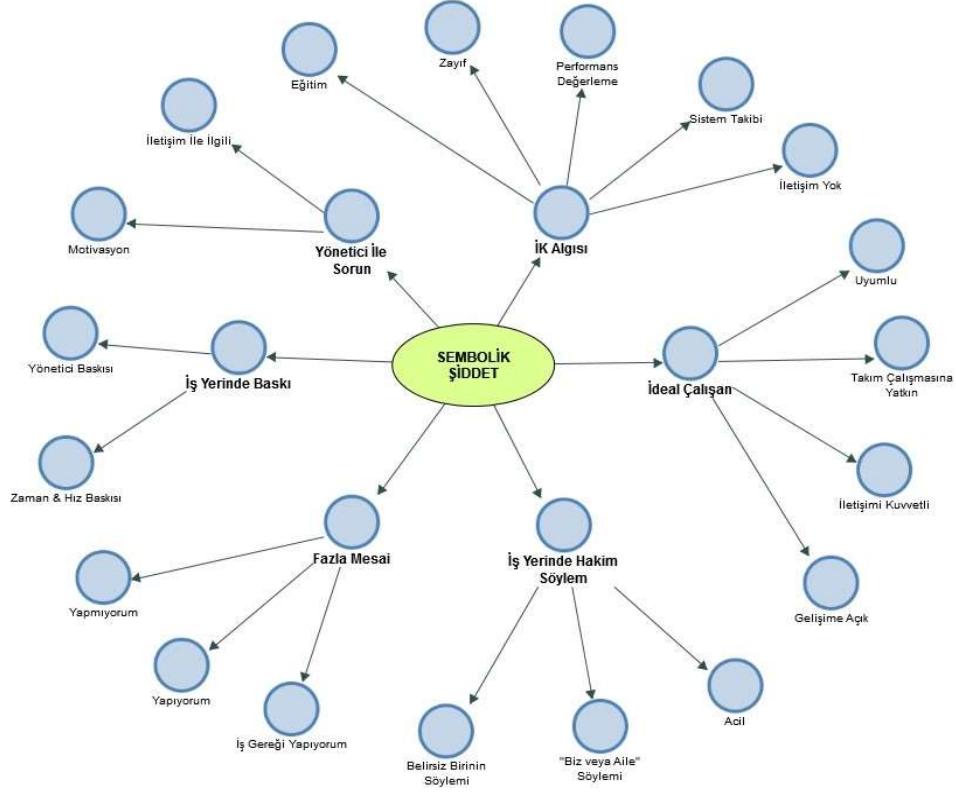 Zayıf
Performans
Değerleme
Eğitim
Sistem Takibi
İletişim İle İlgili
İletişim Yok
Motivasyon
Yönetici İle
Sorun
İK Algısı
Uyumlu
SEMBOLİK
ŞİDDET
Yönetici Baskısı
İş Yerinde Baskı
İdeal Çalışan
Takım Çalışmasına
Yatkın
Zaman & Hız Baskısı
İletişimi Kuvvetli
Fazla Mesai
İş Yerinde Hakim
Söylem
Yapmıyorum
Gelişime Açık
Yapıyorum
İş Gereği Yapıyorum
Belirsiz Birinin
Söylemi
"Biz veya Aile"
Söylemi
Acil